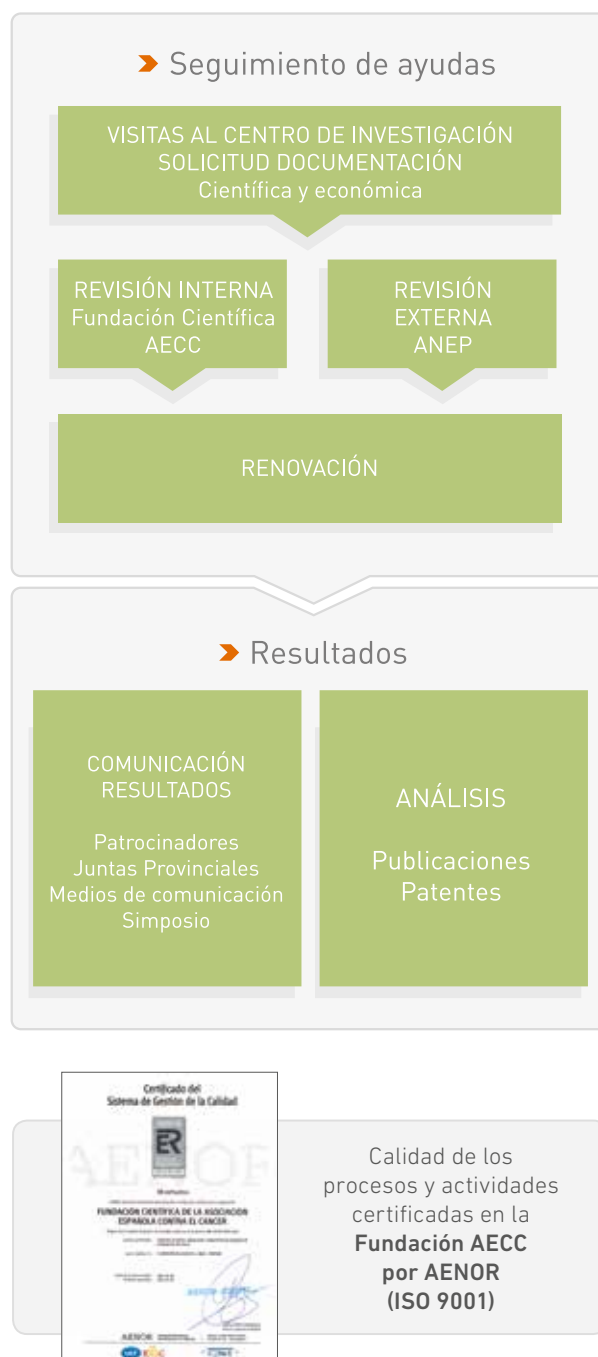 Seguimiento de ayudas
VISITAS AL CENTRO DE INVESTIGACIÓN
SOLICITUD DOCUMENTACIÓN
Científica y económica
REVISIÓN INTERNA
Fundación Científica
AECC
REVISIÓN
EXTERNA
ANEP
RENOVACIÓN
Resultados
COMUNICACIÓN
RESULTADOS
Patrocinadores
Juntas Provinciales
Medios de comunicación
Simposio
ANÁLISIS
Publicaciones
Patentes
Certificado del
Sistema de Gestión de la Calidad
AENOR
ER
FUNDACIÓN CIENTÍFICA DE LA ASOCIACIÓN
ESPAÑOLA CONTRA EL CÁNCER
AENOR
Calidad de los
procesos y actividades
certificadas en la
Fundación AECC
por AENOR
(ISO 9001)